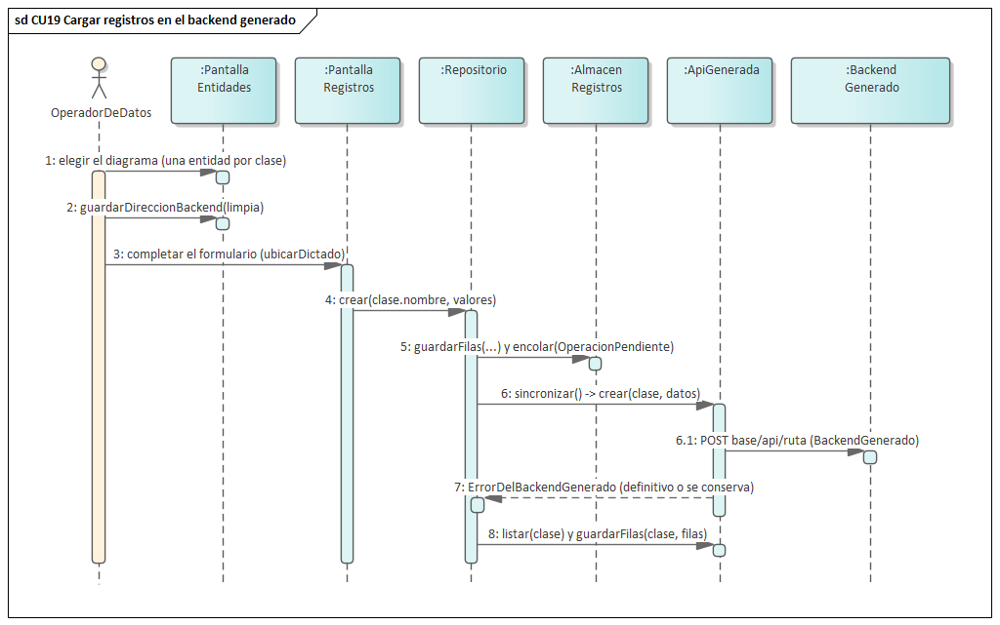 sd CU19 Cargar registros en el backend generado
OperadorDeDatos
:Pantalla
Entidades
:Pantalla
Registros
:Repositorio
:Almacen
Registros
:ApiGenerada
:Backend
Generado
1: elegir el diagrama (una entidad por clase)
2: guardarDireccionBackend(limpia)
3: completar el formulario (ubicarDictado)
4: crear(clase.nombre, valores)
5: guardarFilas(...) y encolar(OperacionPendiente)
6: sincronizar() -> crear(clase, datos)
6.1: POST base/api/ruta (BackendGenerado)
7: ErrorDelBackendGenerado (definitivo o se conserva)
8: listar(clase) y guardarFilas(clase, filas)